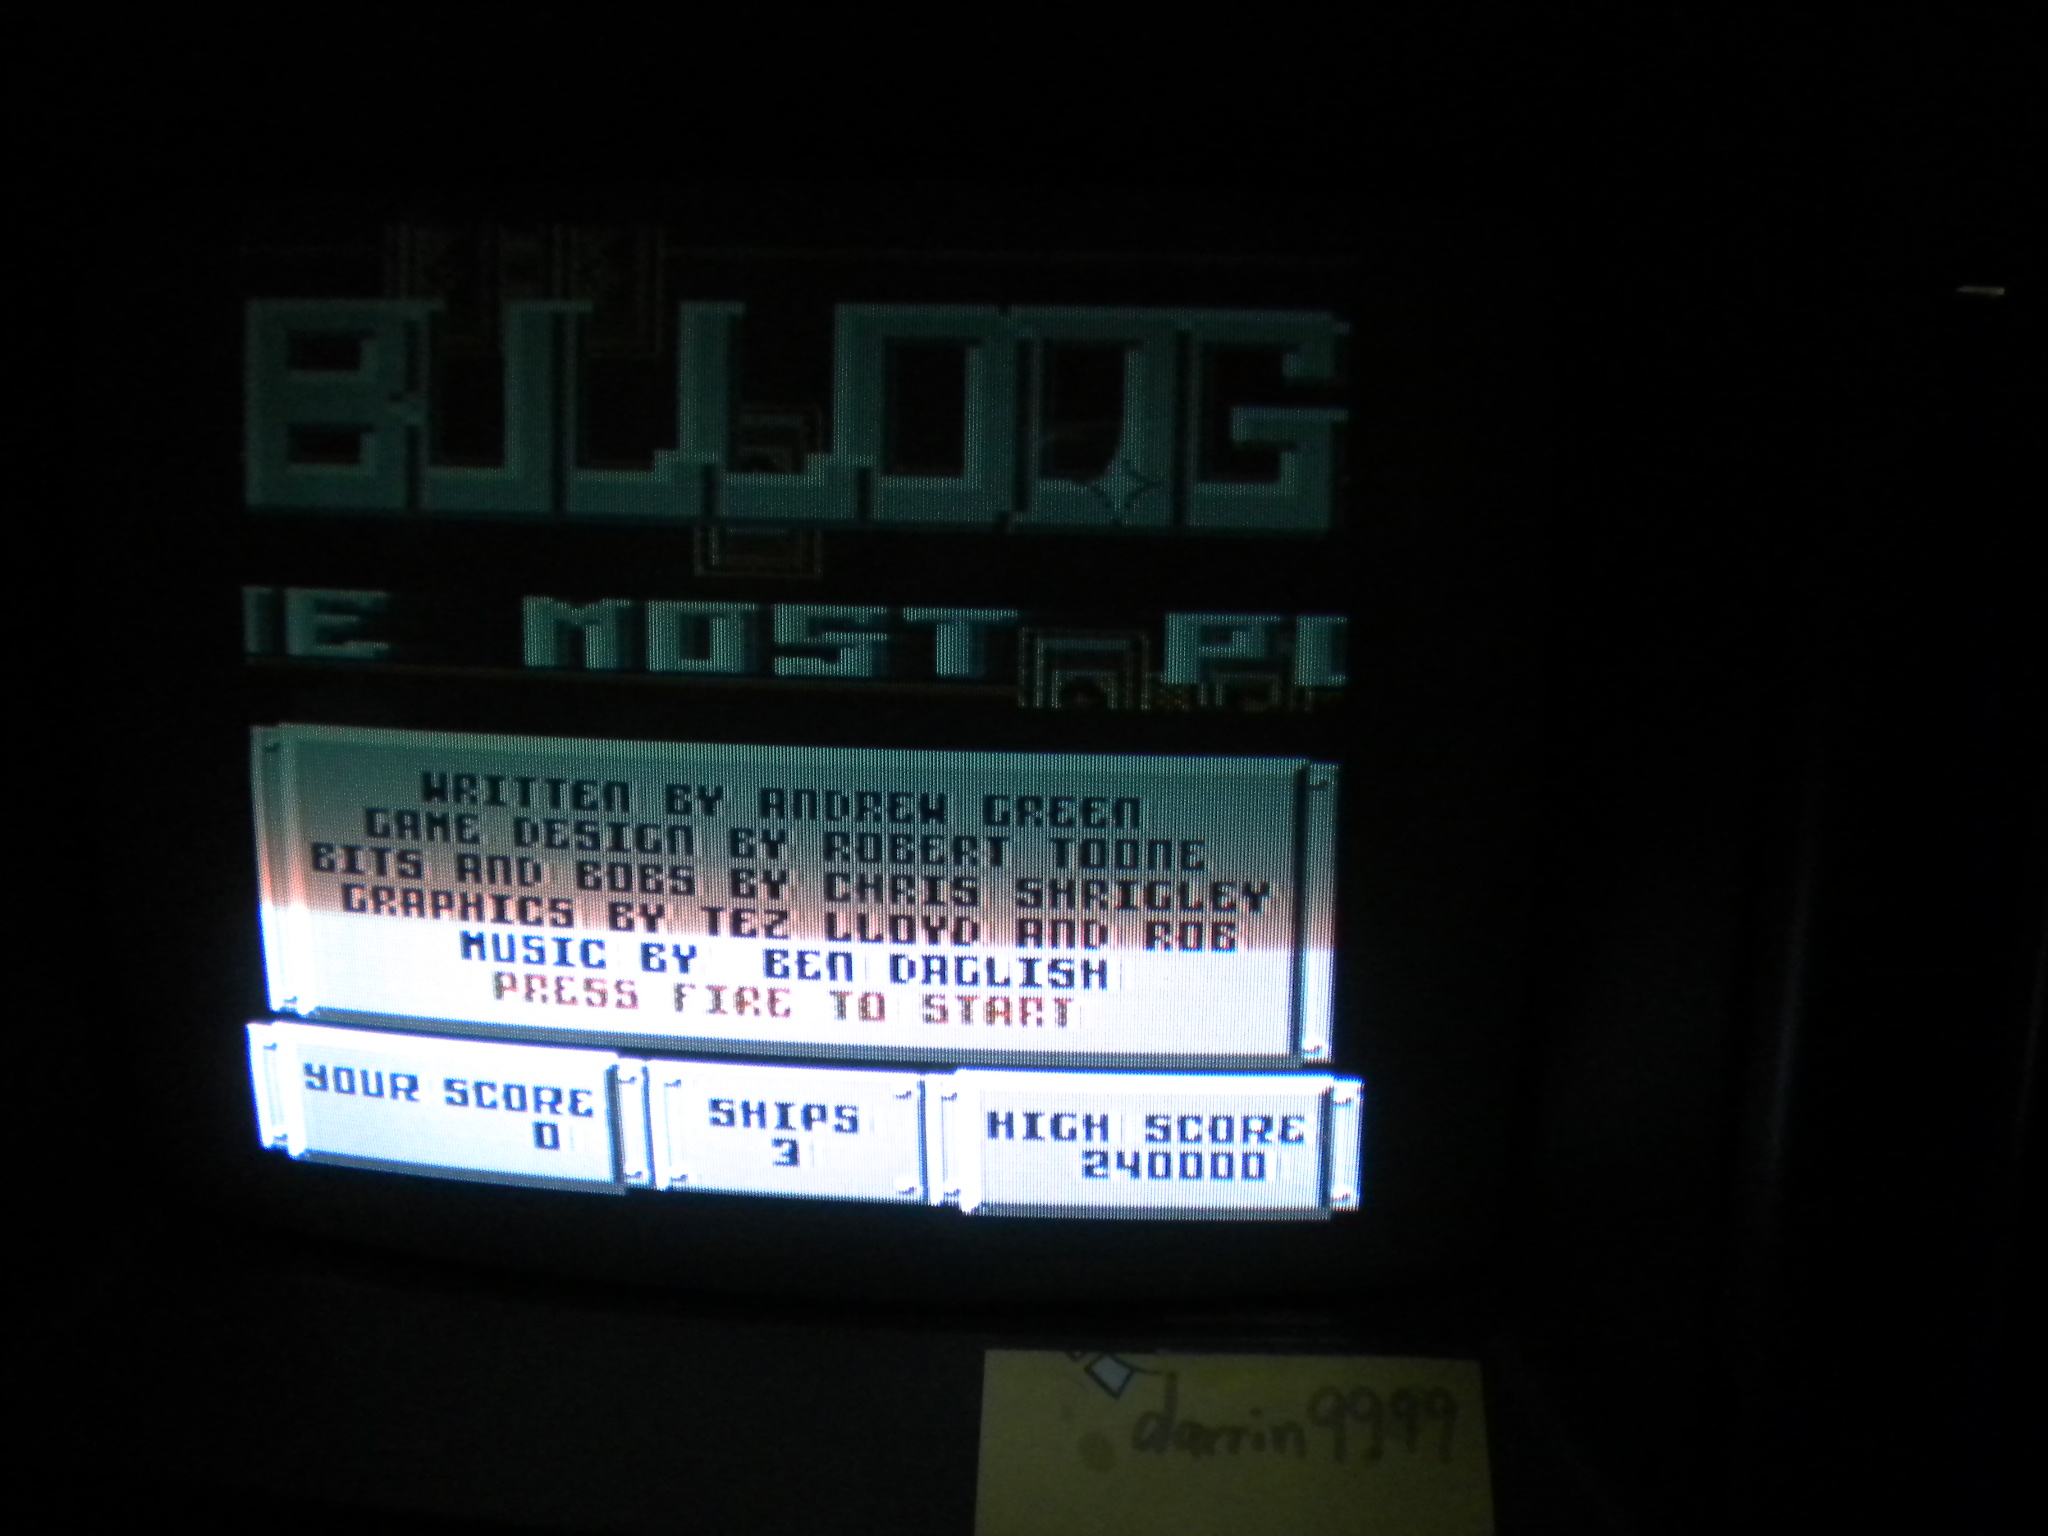 BULLDOG
E MOST
WRITTEN BY ANDREW GREEN
GAME DESIGN BY ROBERT TOONE
BITS AND BOBS BY CHRIS SHRIGLEY
GRAPHICS BY TEZ LLOYD AND ROB
MUSIC BY BEN DAGLISH
PRESS FIRE TO START
YOUR SCORE
0
SHIPS
3
HIGH SCORE
240000
darrin9999